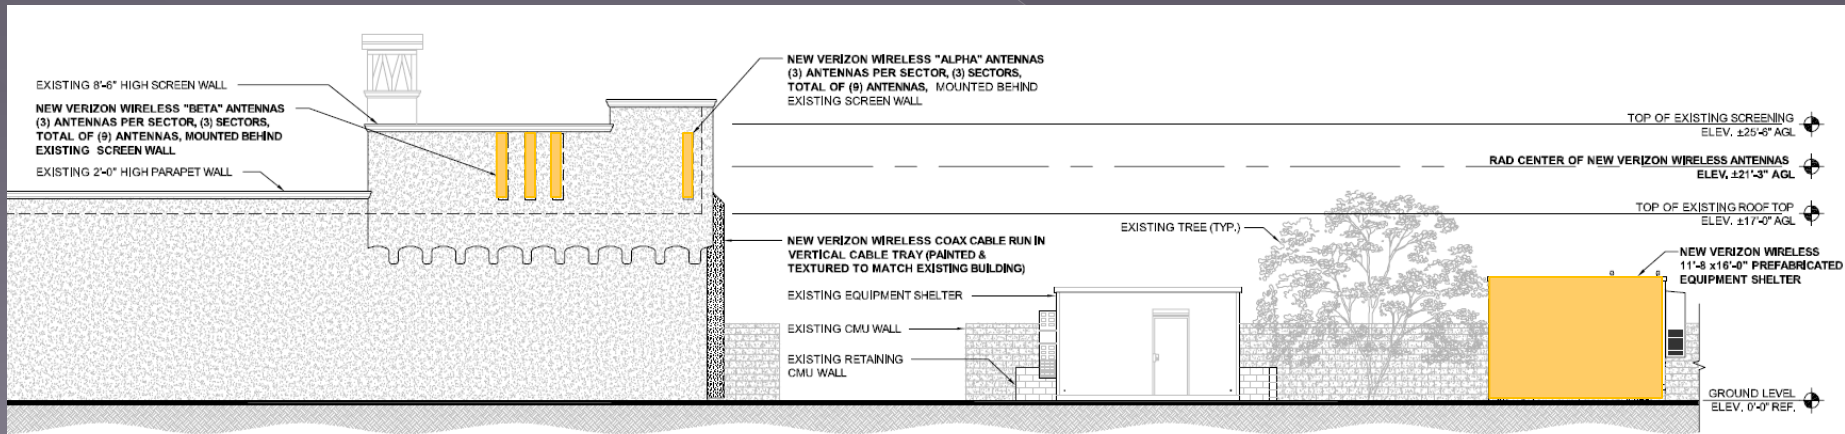 EXISTING 8'-6" HIGH SCREEN WALL
NEW VERIZON WIRELESS "BETA" ANTENNAS
(3) ANTENNAS PER SECTOR, (3) SECTORS,
TOTAL OF (9) ANTENNAS, MOUNTED BEHIND
EXISTING SCREEN WALL
EXISTING 2'-0" HIGH PARAPET WALL
NEW VERIZON WIRELESS "ALPHA" ANTENNAS
(3) ANTENNAS PER SECTOR, (3) SECTORS,
TOTAL OF (9) ANTENNAS, MOUNTED BEHIND
EXISTING SCREEN WALL
NEW VERIZON WIRELESS COAX CABLE RUN IN
VERTICAL CABLE TRAY (PAINTED &
TEXTURED TO MATCH EXISTING BUILDING)
EXISTING EQUIPMENT SHELTER
EXISTING CMU WALL
EXISTING RETAINING
CMU WALL
EXISTING TREE (TYP.)
TOP OF EXISTING SCREENING
ELEV. ±25'-6" AGL
RAD CENTER OF NEW VERIZON WIRELESS ANTENNAS
ELEV. ±21'-3" AGL
TOP OF EXISTING ROOF TOP
ELEV. ±17'-0" AGL
NEW VERIZON WIRELESS
11'-8 x16'-0" PREFABRICATED
EQUIPMENT SHELTER
GROUND LEVEL
ELEV. 0'-0" REF.